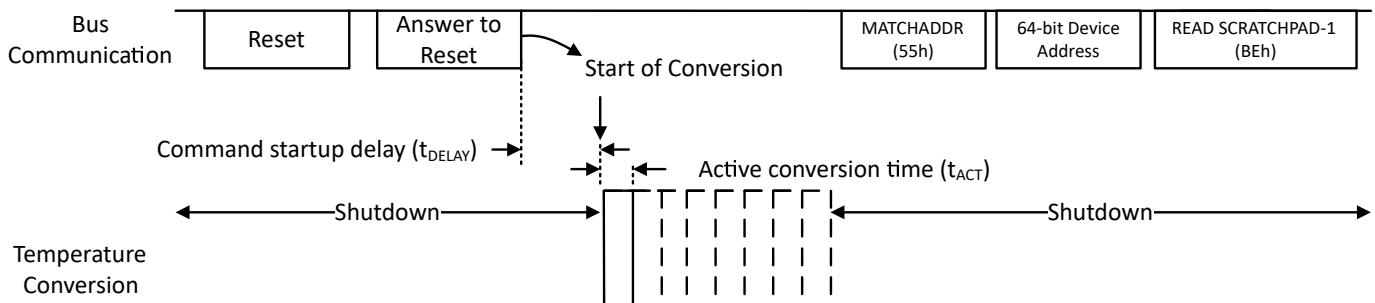 Bus
Communication
Reset
Answer to
Reset
MATCHADDR
(55h)
64-bit Device
Address
READ SCRATCHPAD-1
(BEh)
Start of Conversion
Command startup delay (tDELAY)
Active conversion time (tACT)
Shutdown
Shutdown
Temperature
Conversion